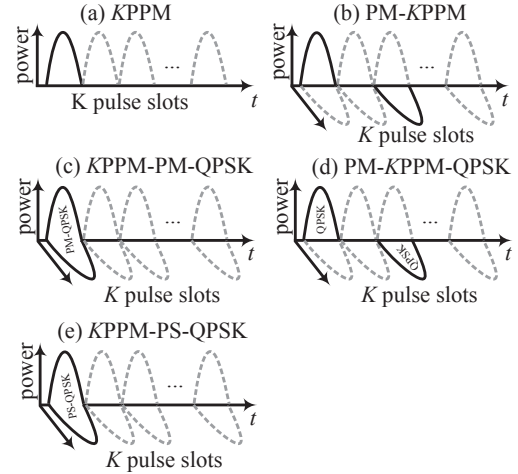 (a) KPPM
power
...
K pulse slots
t
(b) PM-KPPM
power
...
K pulse slots
t
(c) KPPM-PM-QPSK
power
PM-QPSK
...
K pulse slots
t
(d) PM-KPPM-QPSK
power
QPSK
QPSK
...
K pulse slots
t
(e) KPPM-PS-QPSK
power
PS-QPSK
...
K pulse slots
t